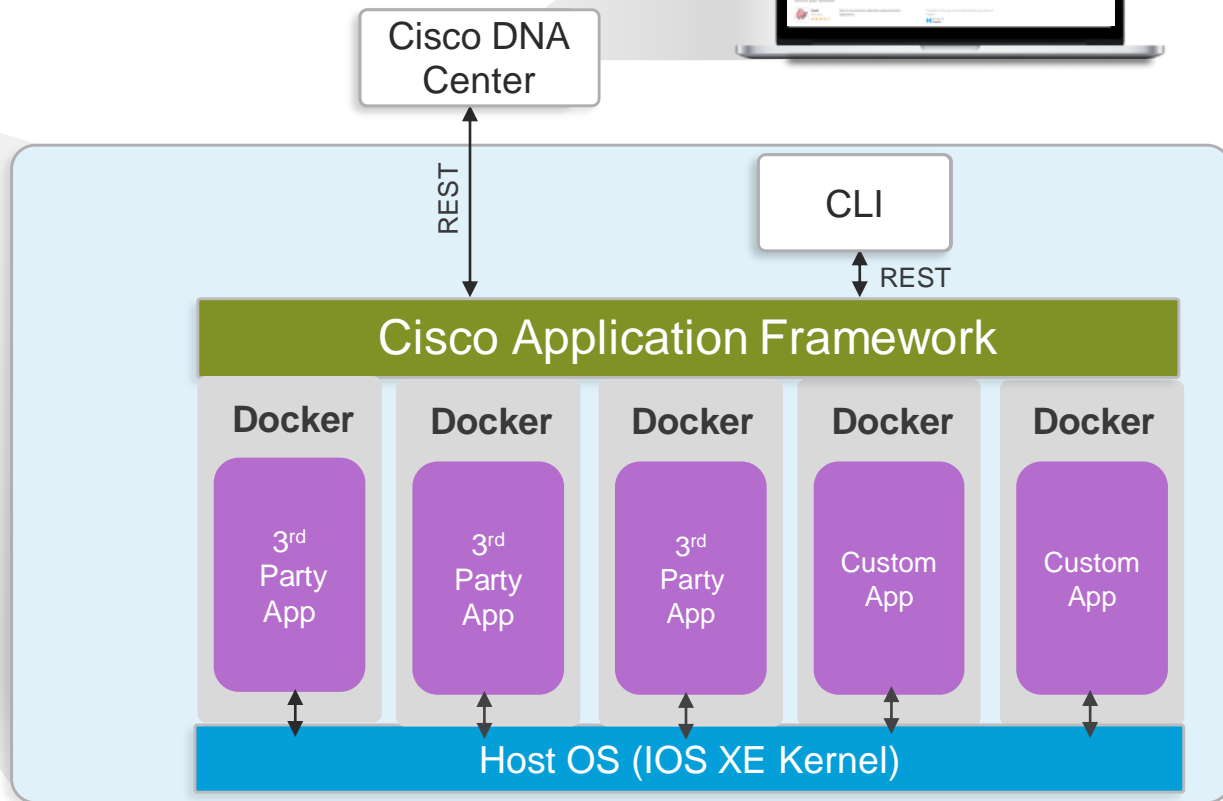 Cisco DNA
Center
REST
CLI
REST
Cisco Application Framework
Docker
Docker
Docker
Docker
Docker
3rd
Party
App
3rd
Party
App
3rd
Party
App
Custom
App
Custom
App
Host OS (IOS XE Kernel)